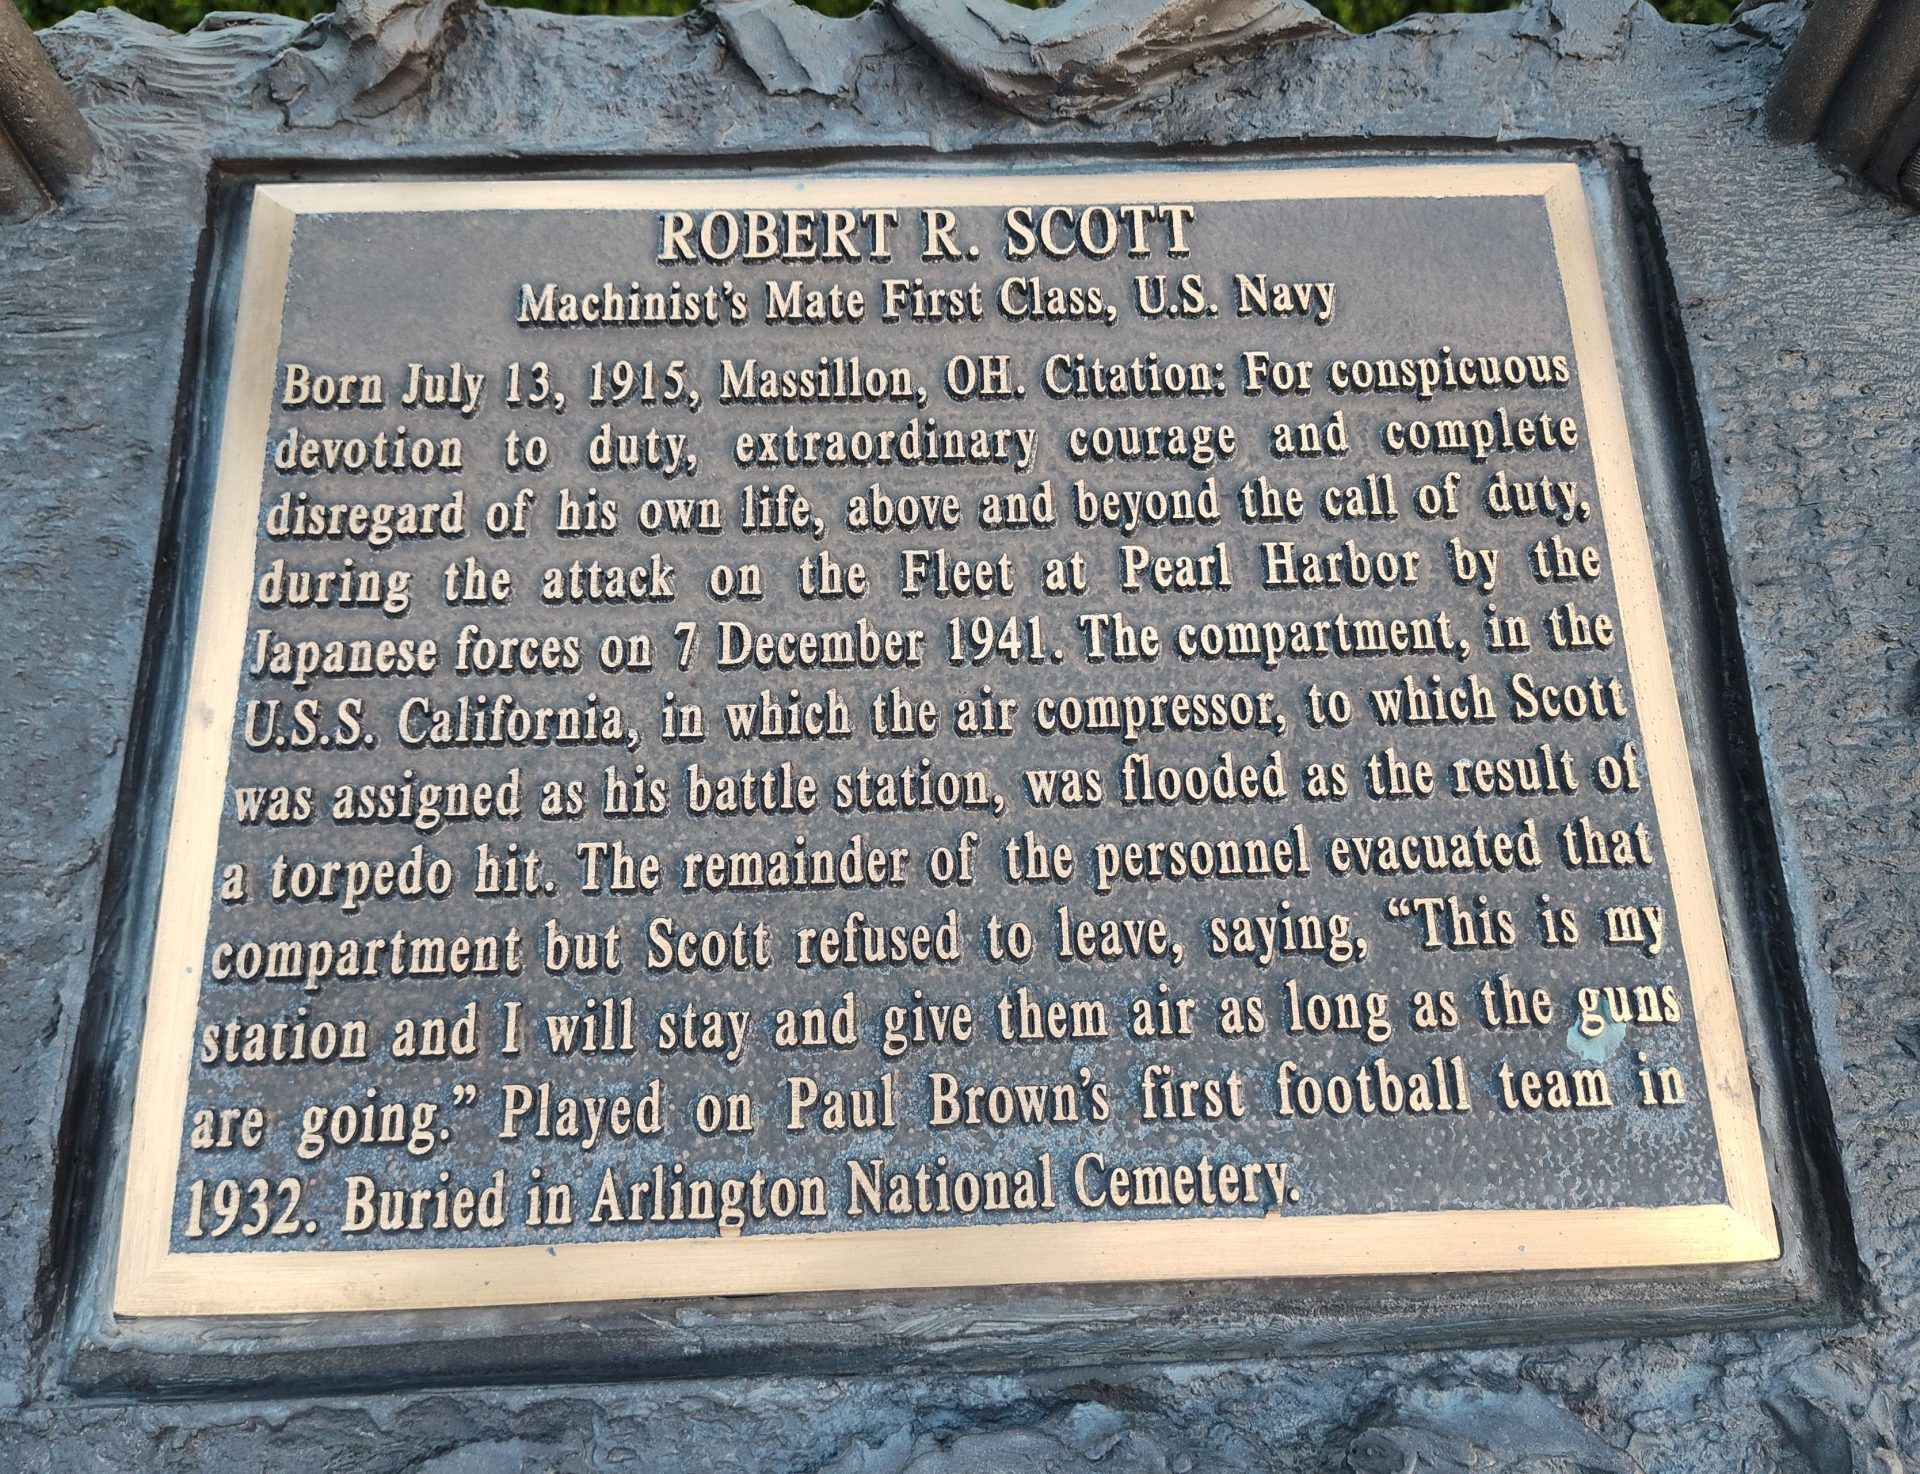 ROBERT R. SCOTT
Machinist's Mate First Class, U.S. Navy
Born July 13, 1915, Massillon, OH. Citation: For conspicuous
devotion to duty, extraordinary courage and complete
disregard of his own life, above and beyond the call of duty,
during the attack on the Fleet at Pearl Harbor by the
Japanese forces on 7 December 1941. The compartment, in the
U.S.S. California, in which the air compressor, to which Scott
was assigned as his battle station, was flooded as the result of
a torpedo hit. The remainder of the personnel evacuated that
compartment but Scott refused to leave, saying, “This is my
station and I will stay and give them air as long as the guns
are going.” Played on Paul Brown's first football team in
1932. Buried in Arlington National Cemetery.